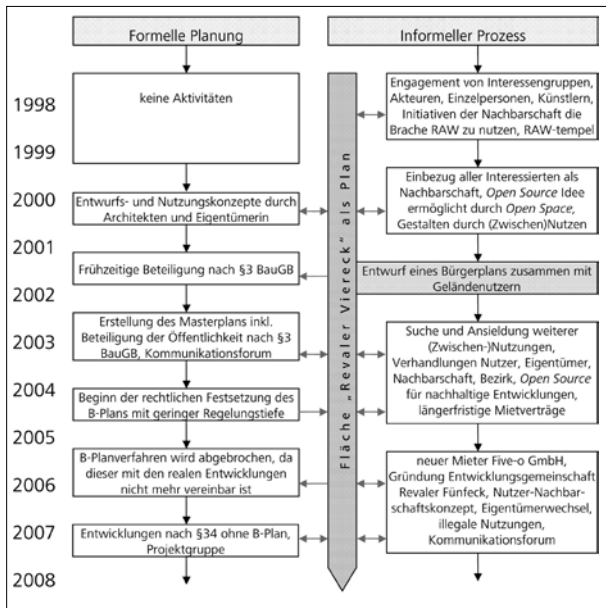 Formelle Planung
Informeller Prozess
1998
1999
2000
2001
2002
2003
2004
2005
2006
2007
2008
keine Aktivitäten
Entwurfs- und Nutzungskonzepte durch
Architekten und Eigentümerin
Frühzeitige Beteiligung nach §3 BauGB
Erstellung des Masterplans inkl.
Beteiligung der Öffentlichkeit nach §3
BauGB, Kommunikationsforum
Beginn der rechtlichen Festsetzung des
B-Plans mit geringer Regelungstiefe
B-Planverfahren wird abgebrochen, da
dieser mit den realen Entwicklungen
nicht mehr vereinbar ist
Entwicklungen nach §34 ohne B-Plan,
Projektgruppe
Fläche „Revaler Viereck" als Plan
Engagement von Interessengruppen,
Akteuren, Einzelpersonen, Künstlern,
Initiativen der Nachbarschaft die
Brache RAW zu nutzen, RAW-tempel
Einbezug aller Interessierten als
Nachbarschaft, Open Source Idee
ermöglicht durch Open Space,
Gestalten durch (Zwischen)Nutzen
Entwurf eines Bürgerplans zusammen mit
Geländenutzern
Suche und Ansiedlung weiterer
(Zwischen-)Nutzungen,
Verhandlungen Nutzer, Eigentümer,
Nachbarschaft, Bezirk, Open Source
für nachhaltige Entwicklungen,
längerfristige Mietverträge
neuer Mieter Five-o GmbH,
Gründung Entwicklungsgemeinschaft
Revaler Fünfeck, Nutzer-Nachbar-
schaftskonzept, Eigentümerwechsel,
illegale Nutzungen,
Kommunikationsforum